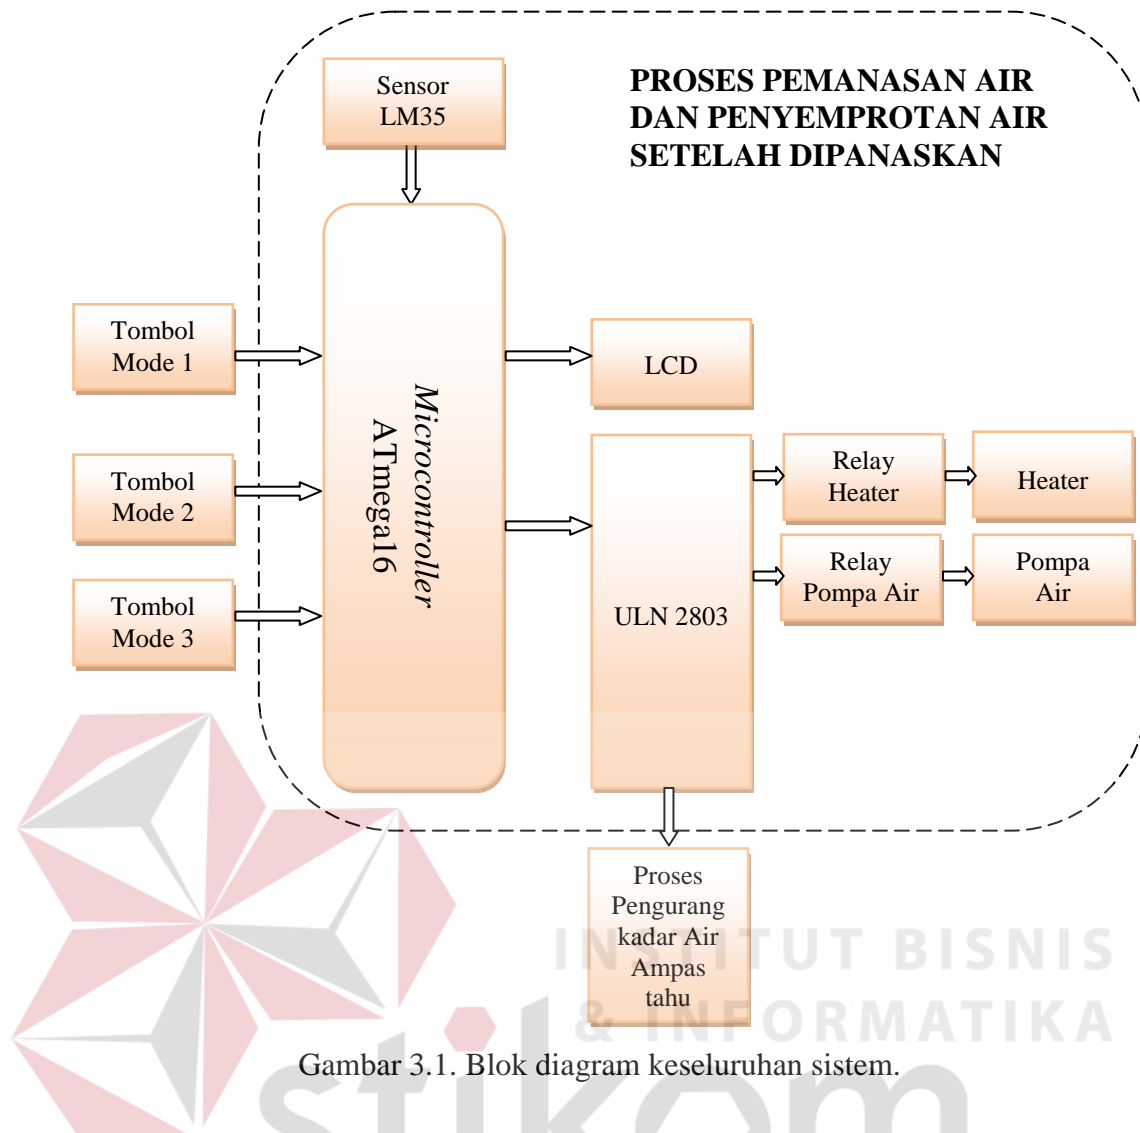 Sensor
LM35
PROSES PEMANASAN AIR
DAN PENYEMPROTAN AIR
SETELAH DIPANASKAN
Tombol
Mode 1
Tombol
Mode 2
Tombol
Mode 3
Microcontroller
ATmega16
LCD
ULN 2803
Relay
Heater
Heater
Relay
Pompa Air
Pompa
Air
Proses
Pengurang
kadar Air
Ampas
tahu
INSTITUT BISNIS
& INFORMATIKA
stikom
Gambar 3.1. Blok diagram keseluruhan sistem.